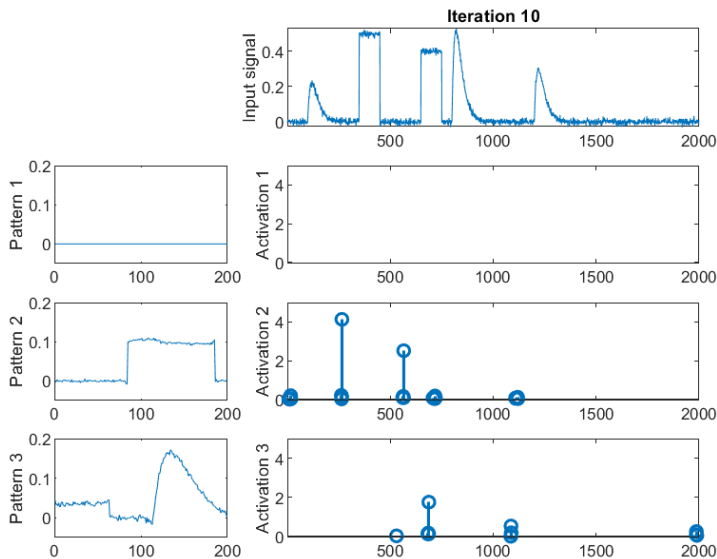 Iteration 10
Input signal
0.4
0.2
0
500 1000 1500 2000
Pattern 1
0.2
0.1
0
0 100 200
Activation 1
4
2
0
500 1000 1500 2000
Pattern 2
0.2
0.1
0
0 100 200
Activation 2
4
2
0
500 1000 1500 2000
Pattern 3
0.2
0.1
0
0 100 200
Activation 3
4
2
0
500 1000 1500 2000